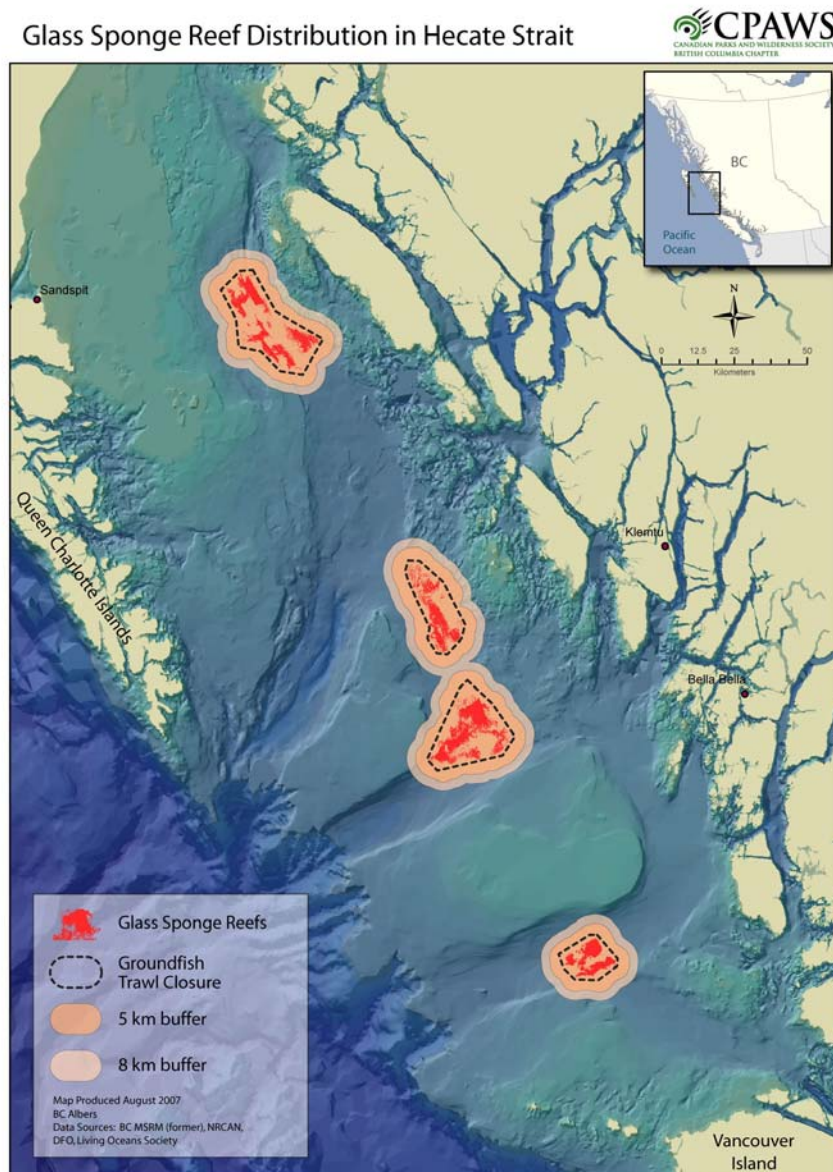 Glass Sponge Reef Distribution in Hecate Strait
CPAWS
CANADIAN PARKS AND WILDERNESS SOCIETY
BRITISH COLUMBIA CHAPTER
BC
Pacific
Ocean
Sandspit
N
0 12.5 25 50
Kilometers
Queen Charlotte Islands
Klemtu
Bella Bella
Glass Sponge Reefs
Groundfish
Trawl Closure
5 km buffer
8 km buffer
Map Produced August 2007
BC Albers
Data Sources: BC MSRM (former), NRCAN,
DFO, Living Oceans Society
Vancouver
Island